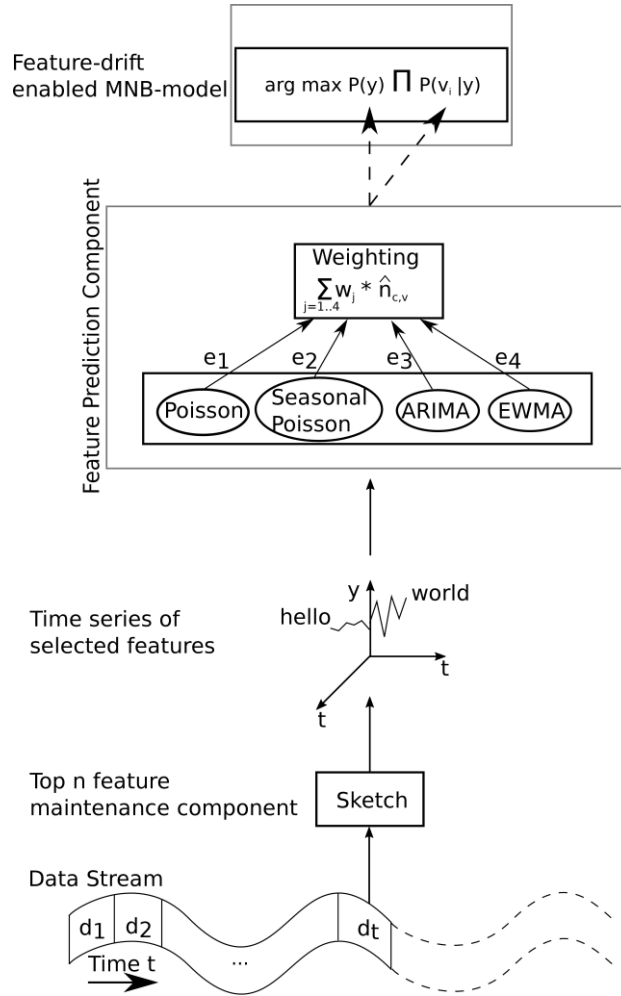 Feature-drift
enabled MNB-model
arg max P(y) ∏ P(vᵢ |y)
Feature Prediction Component
Weighting
∑ wⱼ * n̂c,v
j=1..4
e1 e2 e3 e4
Poisson
Seasonal
Poisson
ARIMA
EWMA
Time series of
selected features
y
hello
world
t
t
Top n feature
maintenance component
Sketch
Data Stream
d1 d2 ... dt
Time t